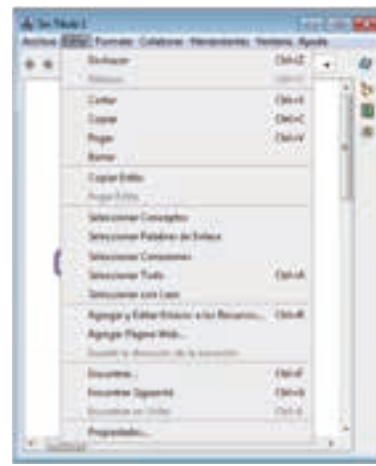 Sin Título 1
Archivo Editar Formato Colaborar Herramientas Ventana Ayuda
Deshacer Ctrl+Z
Cortar Ctrl+X
Copiar Ctrl+C
Pegar Ctrl+V
Borrar
Copiar Estilo
Pegar Estilo
Seleccionar Conceptos
Seleccionar Palabras de Enlace
Seleccionar Conexiones
Seleccionar Todo Ctrl+A
Seleccionar con Lazo
Agregar y Editar Enlaces a los Recursos... Ctrl+R
Agregar Página Web...
Encontrar... Ctrl+F
Encontrar Siguiente
Propiedades...